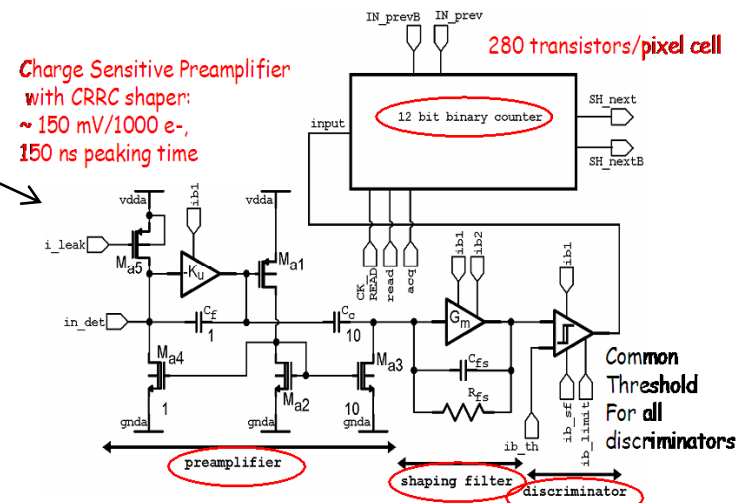 IN_prevB IN_prev
280 transistors/pixel cell
Charge Sensitive Preamplifier
with CRRC shaper:
~ 150 mV/1000 e-,
150 ns peaking time
input
12 bit binary counter
SH_next
SH_nextB
vdda
ib1
vdda
i_leak
Ma5
-Ku
Ma1
CK_READ
read
acq
ib1
ib2
ib1
in_det
Cf
1
Cc
10
Gm
Ma4
1
Ma2
Ma3
10
Cfs
Rfs
gnda
gnda
gnda
ib_th
ib_sf
ib_limit
Common
Threshold
For all
discriminators
preamplifier
shaping filter
discriminator